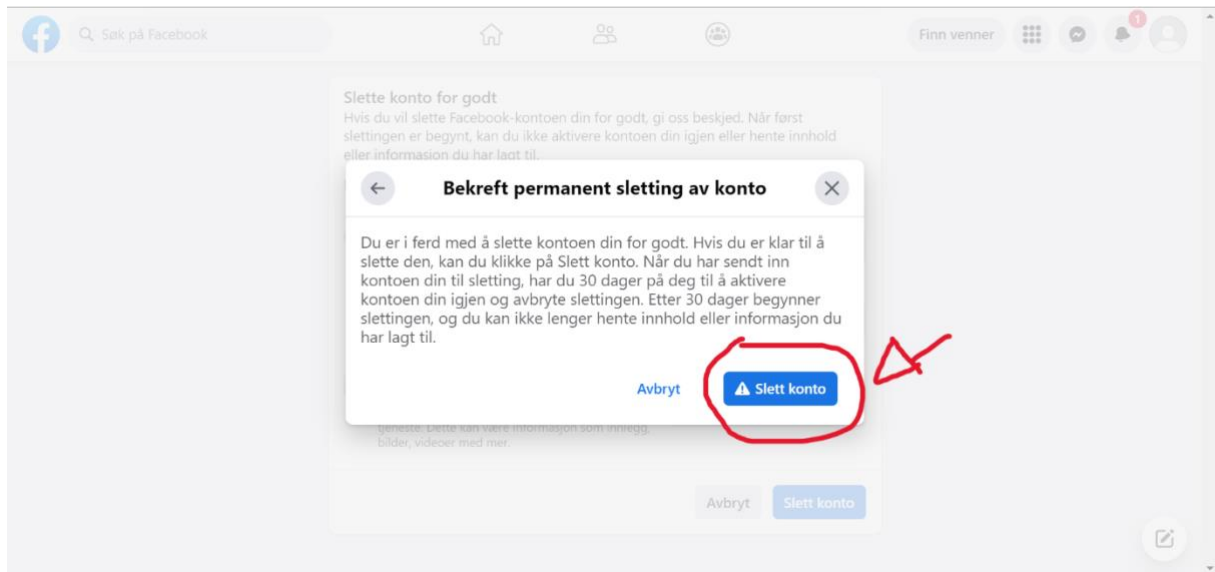 Søk på Facebook
Finn venner
1
Slette konto for godt
Hvis du vil slette Facebook-kontoen din for godt, gi oss beskjed. Når først
slettingen er begynt, kan du ikke aktivere kontoen din igjen eller hente innhold
eller informasjon du har lagt til.
Bekreft permanent sletting av konto
Du er i ferd med å slette kontoen din for godt. Hvis du er klar til å
slette den, kan du klikke på Slett konto. Når du har sendt inn
kontoen din til sletting, har du 30 dager på deg til å aktivere
kontoen din igjen og avbryte slettingen. Etter 30 dager begynner
slettingen, og du kan ikke lenger hente innhold eller informasjon du
har lagt til.
Avbryt Slett konto
tjeneste. Dette kan være informasjon som innlegg,
bilder, videoer med mer.
Avbryt Slett konto